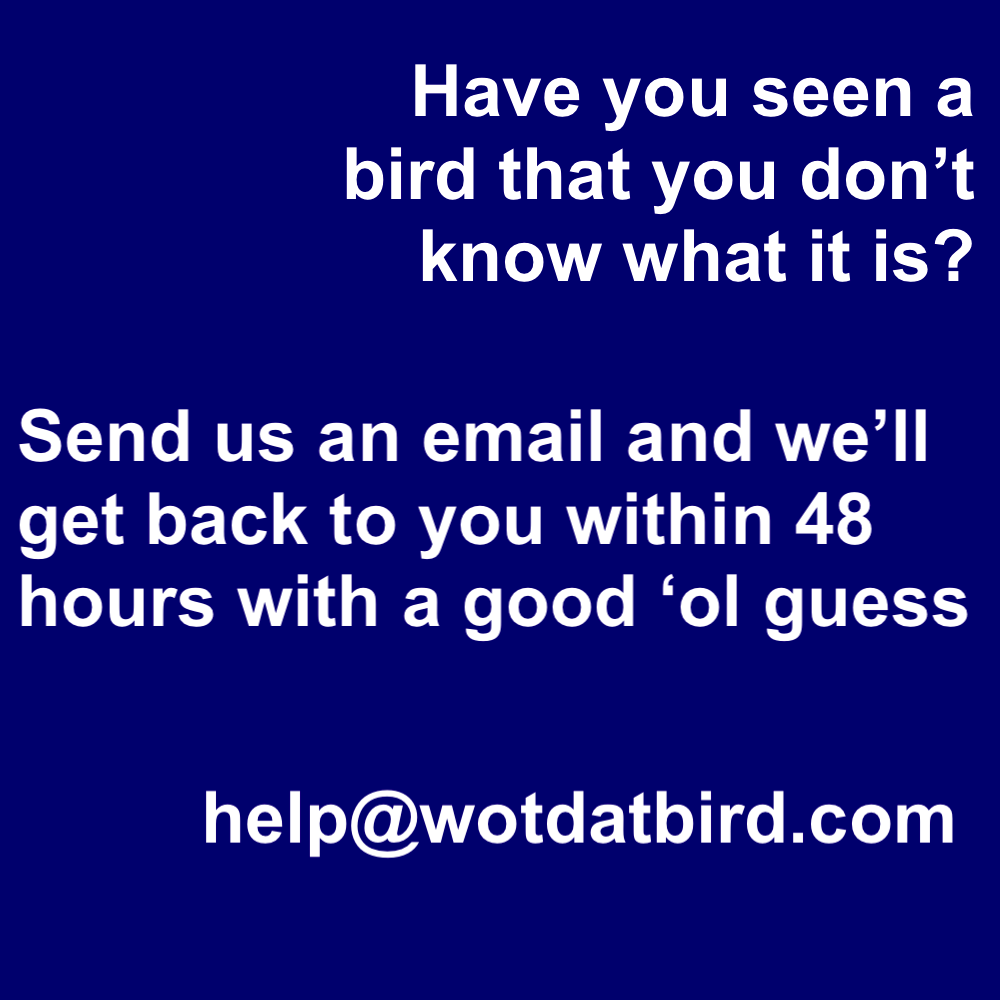 Have you seen a
bird that you don’t
know what it is?
Send us an email and we’ll
get back to you within 48
hours with a good ‘ol guess
help@wotdatbird.com